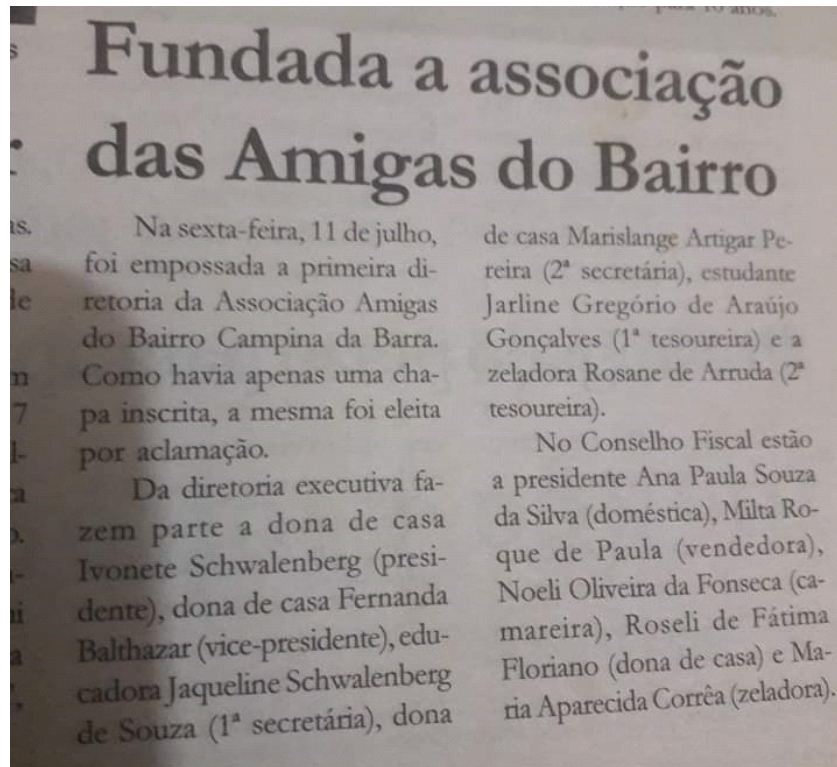 Fundada a associação
das Amigas do Bairro
Na sexta-feira, 11 de julho,
foi empossada a primeira di-
retoria da Associação Amigas
do Bairro Campina da Barra.
Como havia apenas uma cha-
pa inscrita, a mesma foi eleita
por aclamação.
Da diretoria executiva fa-
zem parte a dona de casa
Ivonete Schwalenberg (presi-
dente), dona de casa Fernanda
Balthazar (vice-presidente), edu-
cadora Jaqueline Schwalenberg
de Souza (1ª secretária), dona
de casa Marislange Artigar Pe-
reira (2ª secretária), estudante
Jarline Gregório de Araújo
Gonçalves (1ª tesoureira) e a
zeladora Rosane de Arruda (2ª
tesoureira).
No Conselho Fiscal estão
a presidente Ana Paula Souza
da Silva (doméstica), Milta Ro-
que de Paula (vendedora),
Noeli Oliveira da Fonseca (ca-
mareira), Roseli de Fátima
Floriano (dona de casa) e Ma-
ria Aparecida Corrêa (zeladora).